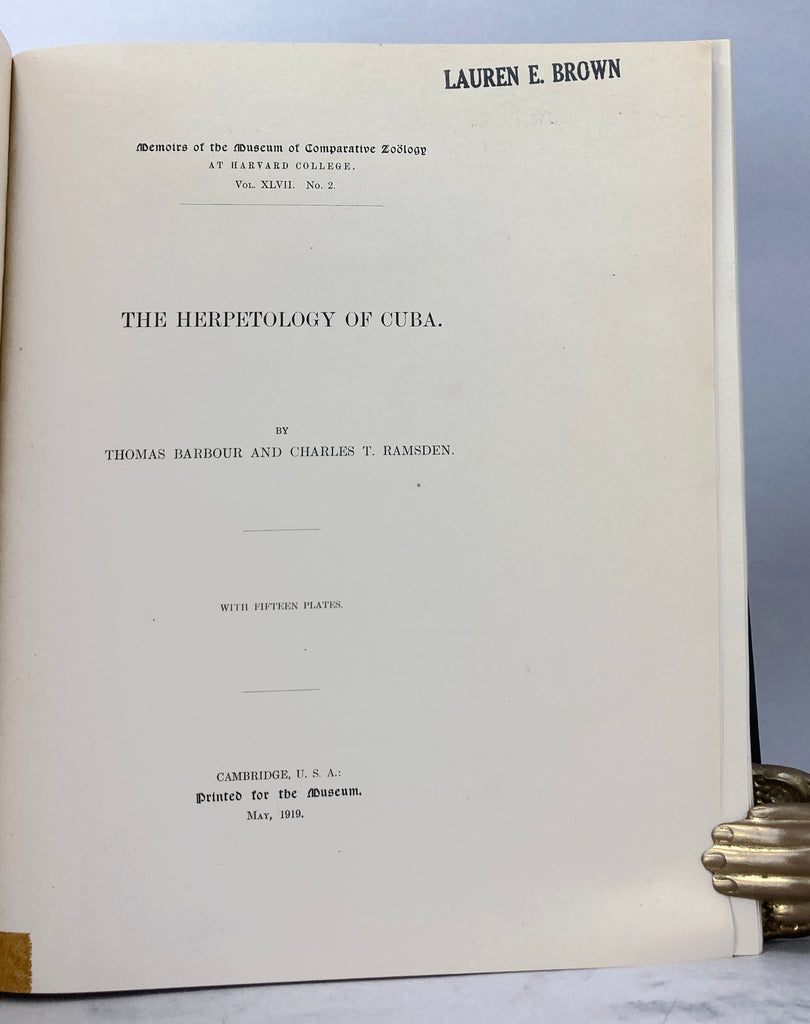 LAUREN E. BROWN
Memoirs of the Museum of Comparative Zoölogy
AT HARVARD COLLEGE.
VOL. XLVII. No. 2.
THE HERPETOLOGY OF CUBA.
BY
THOMAS BARBOUR AND CHARLES T. RAMSDEN.
WITH FIFTEEN PLATES.
CAMBRIDGE, U. S. A.:
Printed for the Museum.
MAY, 1919.